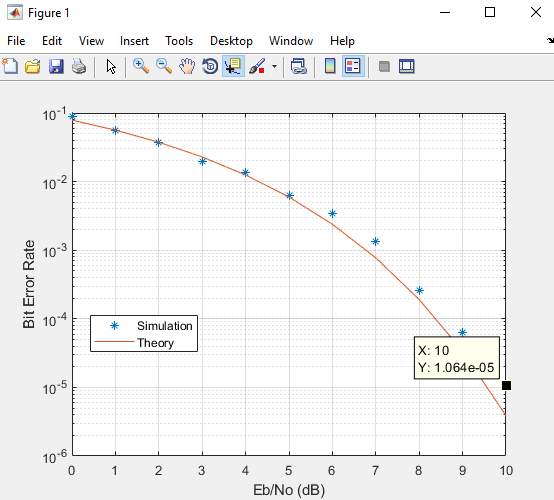 Figure 1
File Edit View Insert Tools Desktop Window Help
10-1
10-2
10-3
10-4
10-5
10-6
Bit Error Rate
Simulation
Theory
X: 10
Y: 1.064e-05
0 1 2 3 4 5 6 7 8 9 10
Eb/No (dB)